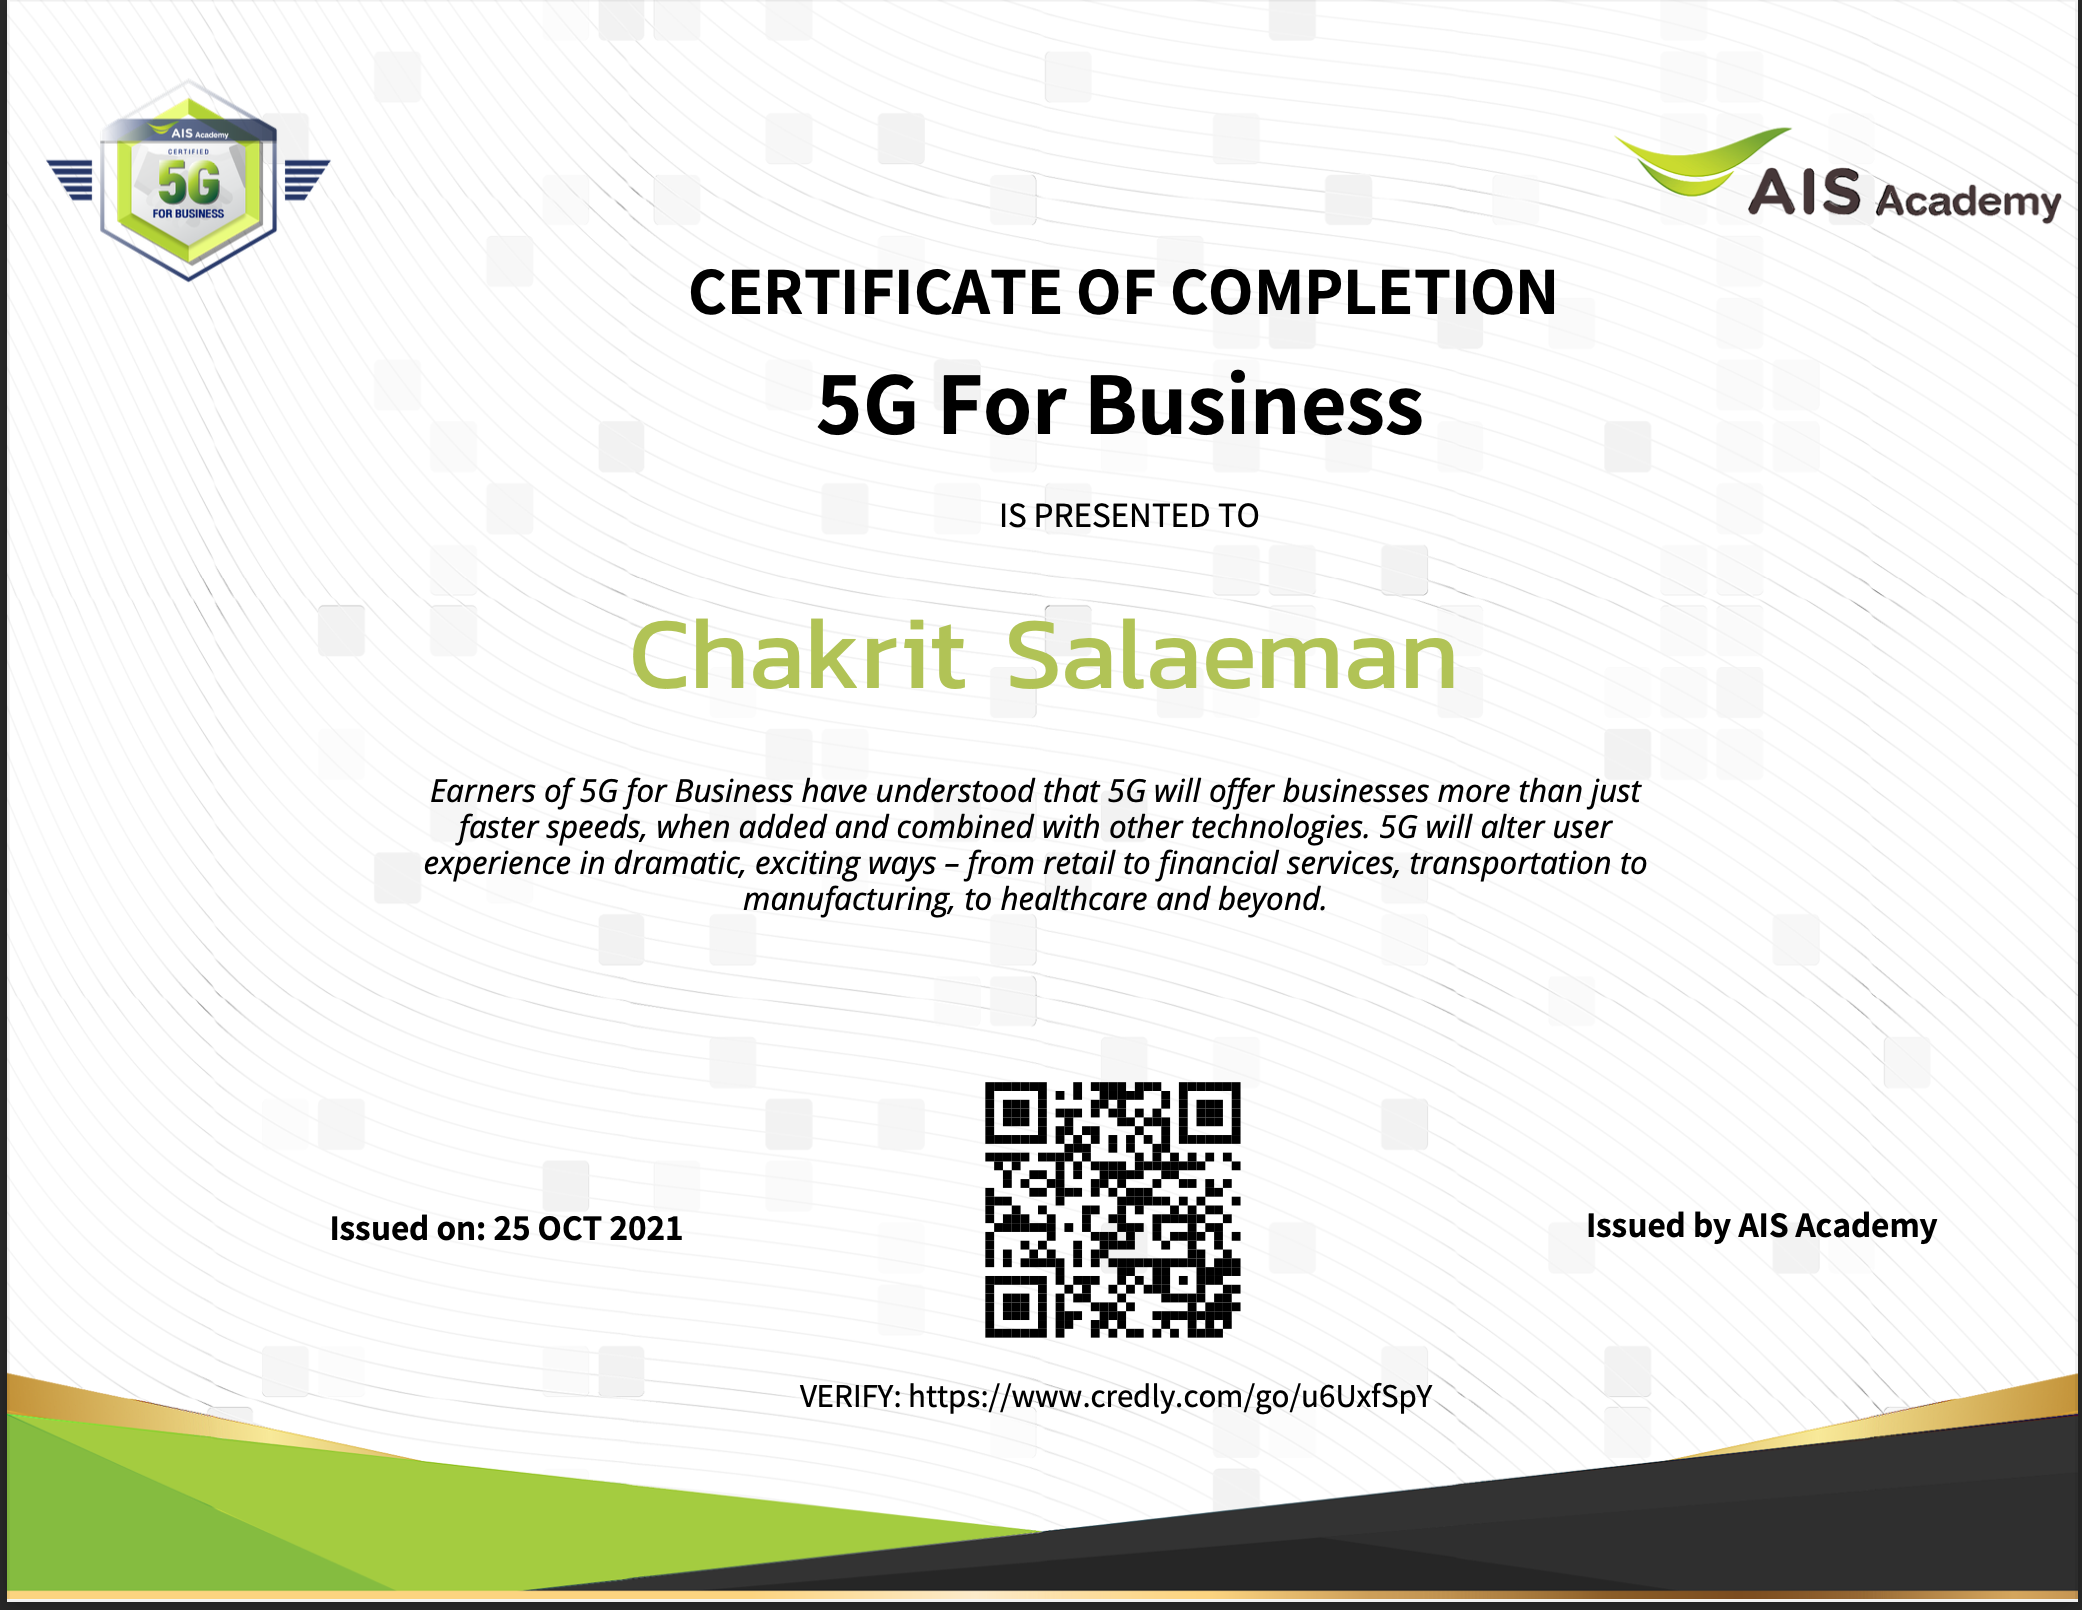 AIS Academy
CERTIFIED
5G
FOR BUSINESS
AIS Academy
CERTIFICATE OF COMPLETION
5G For Business
IS PRESENTED TO
Chakrit Salaeman
Earners of 5G for Business have understood that 5G will offer businesses more than just
faster speeds, when added and combined with other technologies. 5G will alter user
experience in dramatic, exciting ways – from retail to financial services, transportation to
manufacturing, to healthcare and beyond.
Issued on: 25 OCT 2021
Issued by AIS Academy
VERIFY: https://www.credly.com/go/u6UxfSpY